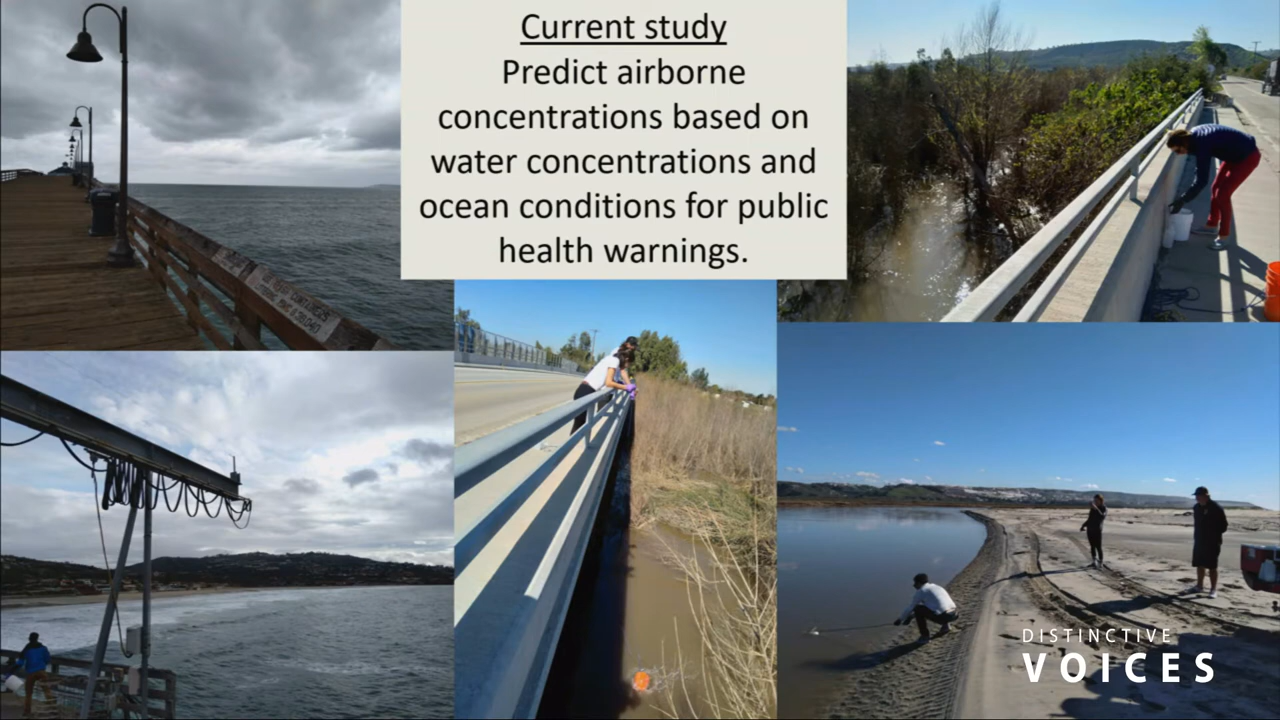 Current study
Predict airborne
concentrations based on
water concentrations and
ocean conditions for public
health warnings.
DISTINCTIVE
VOICES